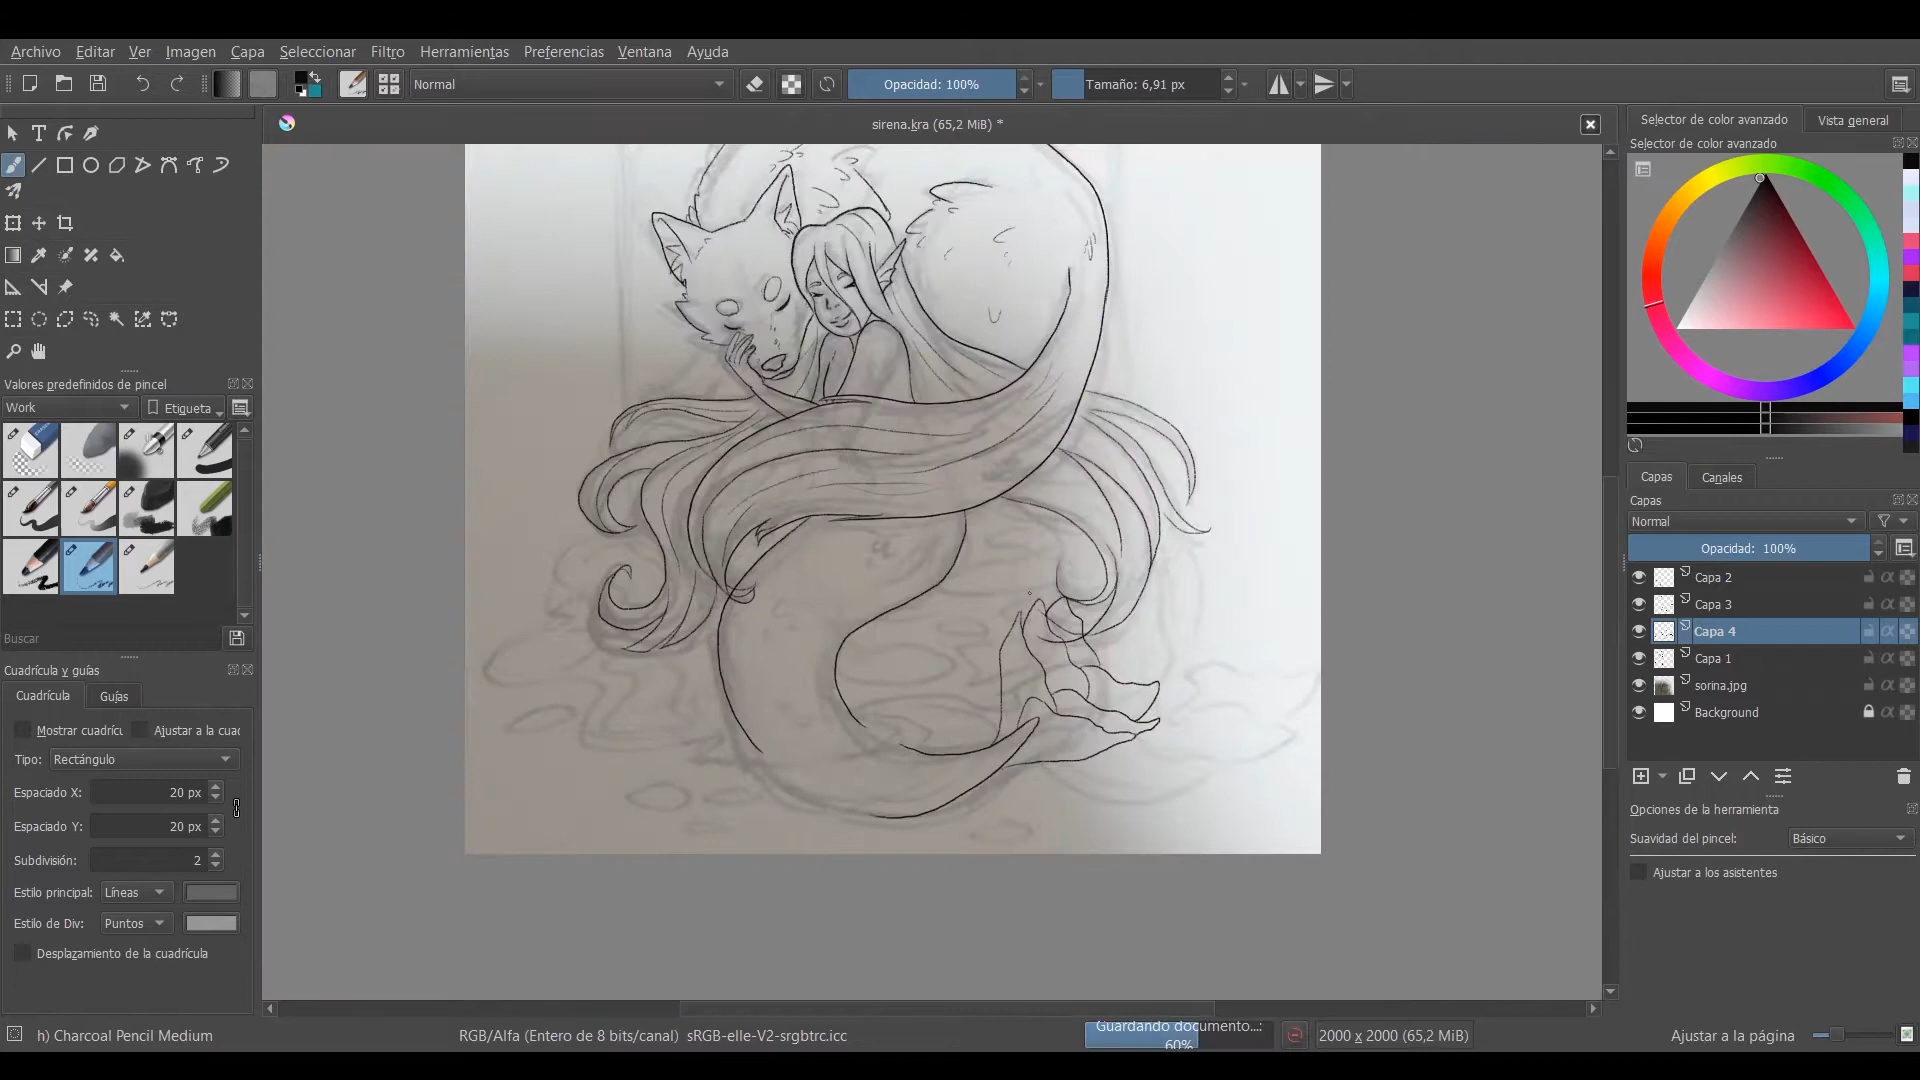 Archivo Editar Ver Imagen Capa Seleccionar Filtro Herramientas Preferencias Ventana Ayuda
Normal
Opacidad: 100%
Tamaño: 6,91 px
sirena.kra (65,2 MiB) *
Valores predefinidos de pincel
Work
Etiqueta
Buscar
Cuadrícula y guías
Cuadrícula Guías
Mostrar cuadrícu Ajustar a la cuac
Tipo: Rectángulo
Espaciado X: 20 px
Espaciado Y: 20 px
Subdivisión: 2
Estilo principal: Líneas
Estilo de Div: Puntos
Desplazamiento de la cuadrícula
Selector de color avanzado Vista general
Selector de color avanzado
Capas Canales
Capas
Normal
Opacidad: 100%
Capa 2
Capa 3
Capa 4
Capa 1
sorina.jpg
Background
Opciones de la herramienta
Suavidad del pincel: Básico
Ajustar a los asistentes
h) Charcoal Pencil Medium
RGB/Alfa (Entero de 8 bits/canal) sRGB-elle-V2-srgbtrc.icc
Guardando documento...:
60%
2000 x 2000 (65,2 MiB)
Ajustar a la página